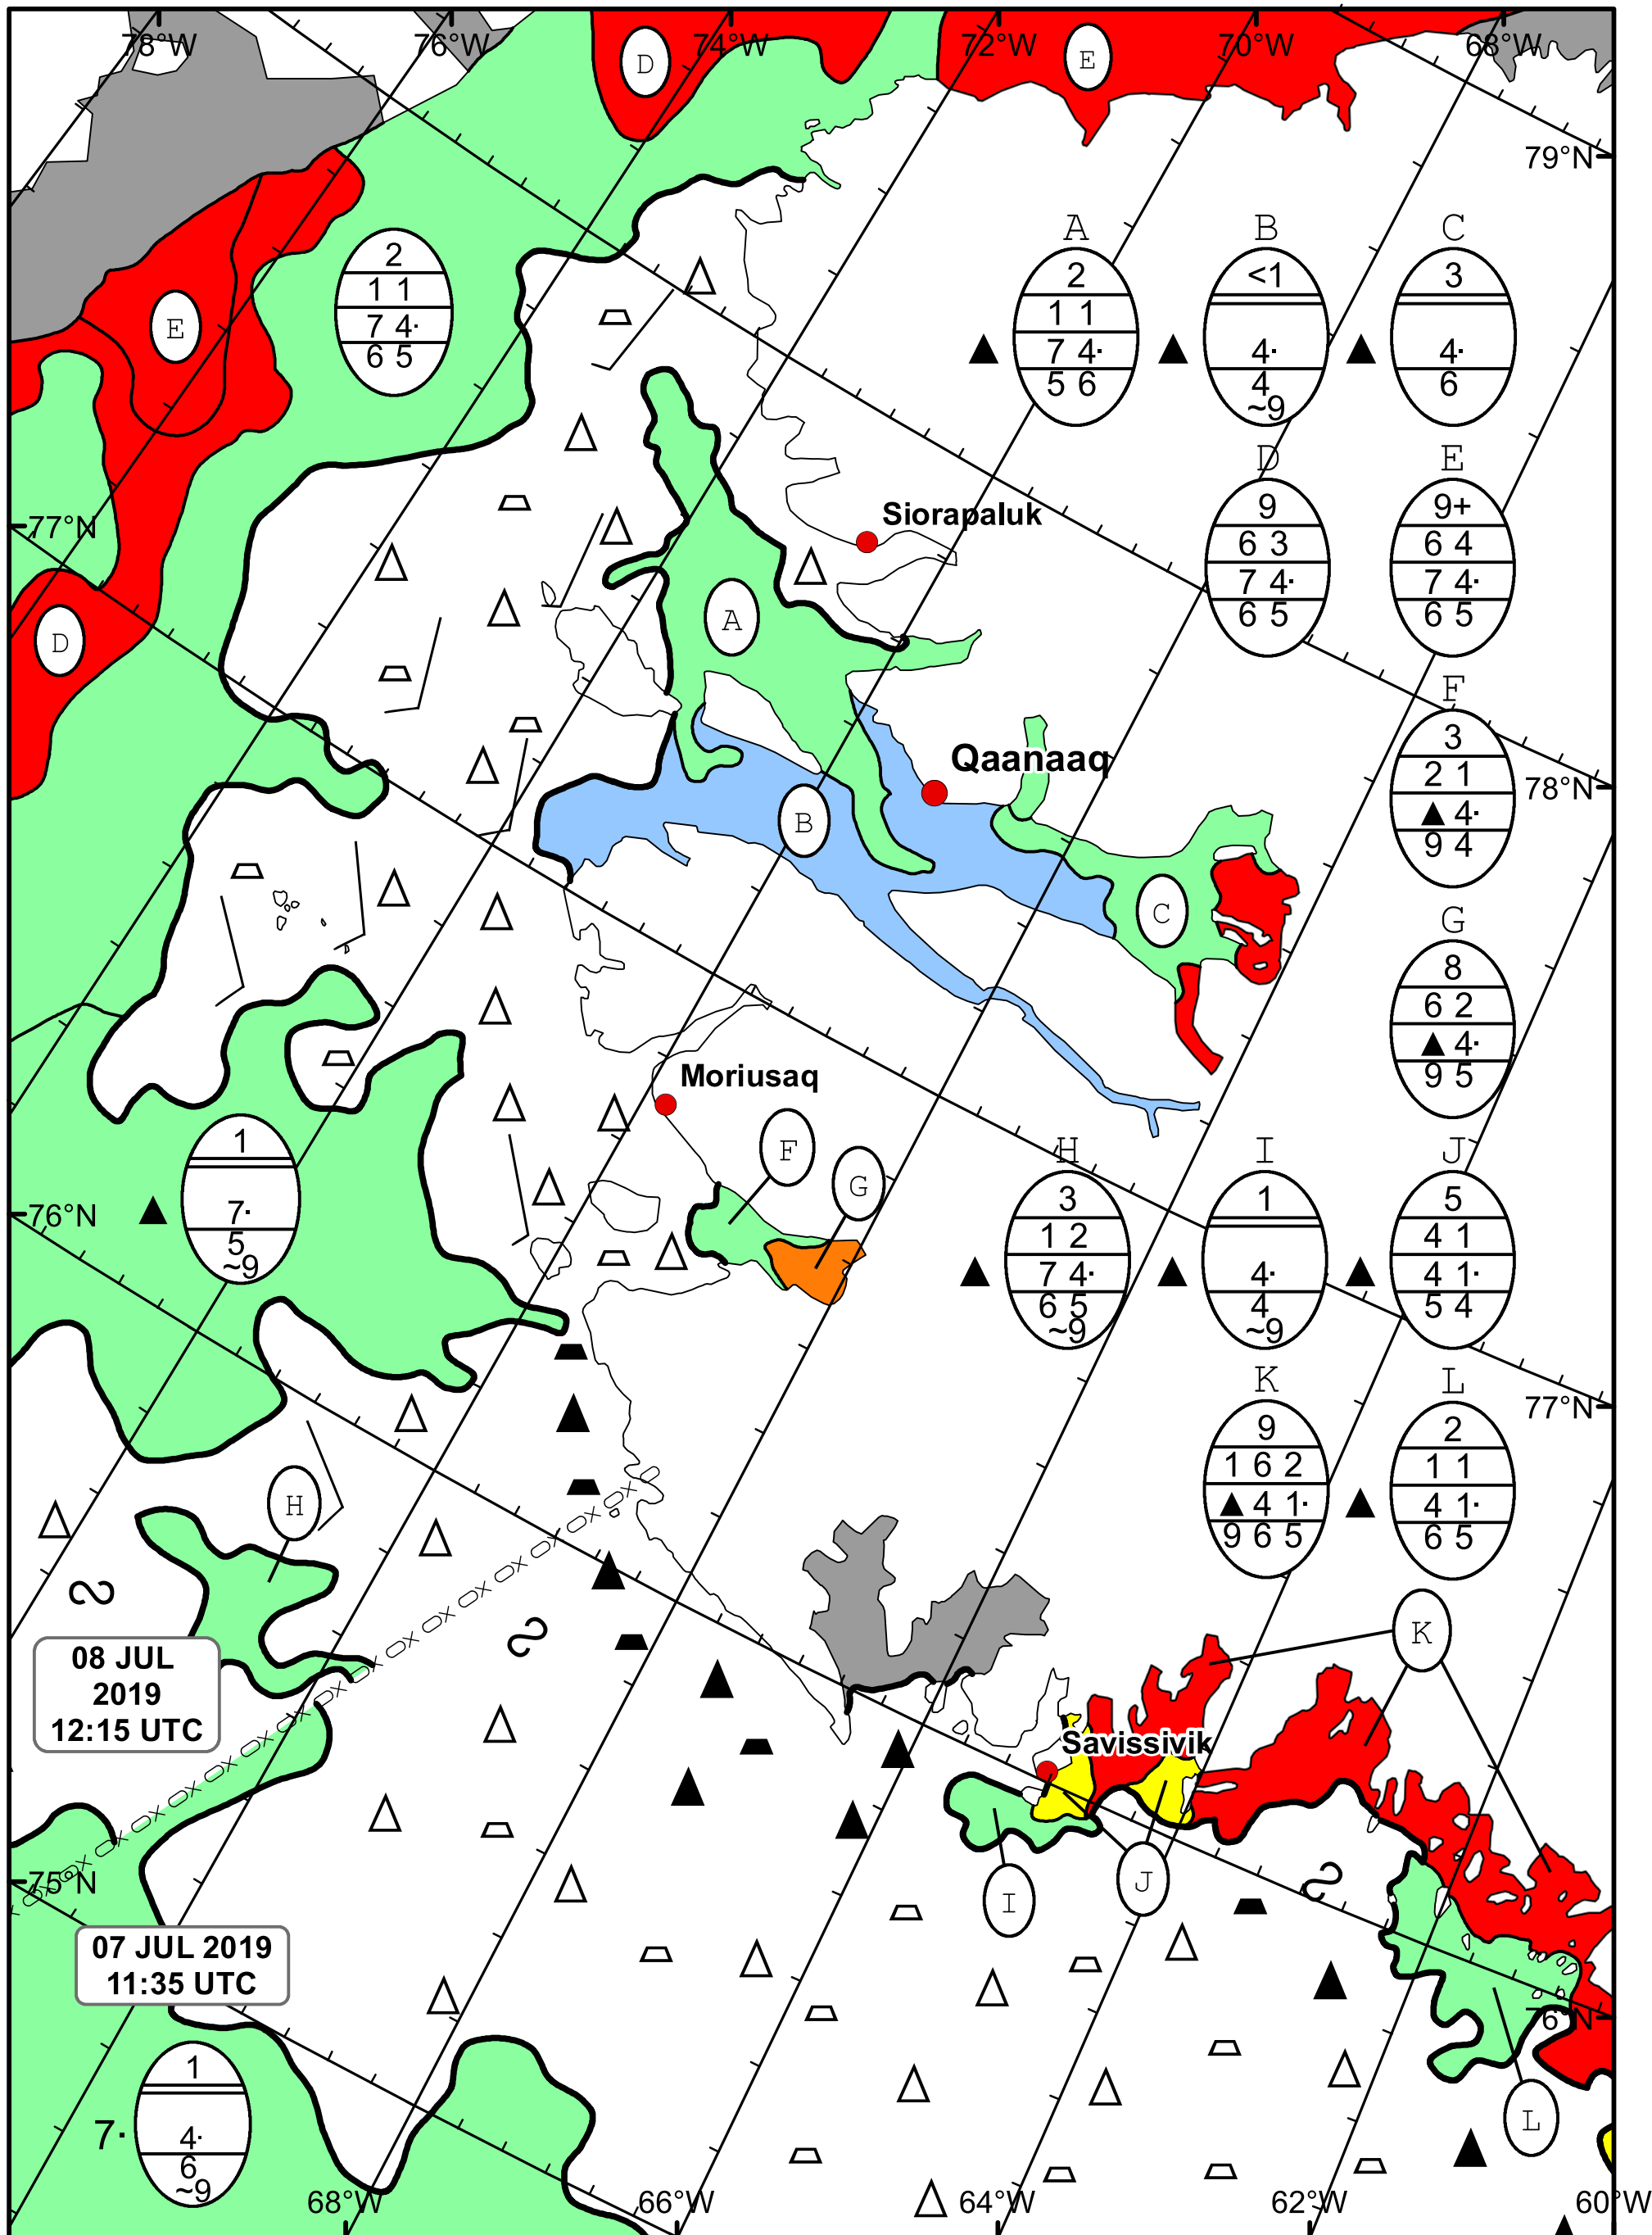 78°W 76°W 74°W 72°W 70°W 68°W
D
E
79°N
A B C
2 <1 3
1 1
7 4· 4· 4·
5 6 4 6
~9
2
1 1
7 4·
6 5
E
D E
9 9+
6 3 6 4
7 4· 7 4·
6 5 6 5
77°N
Siorapaluk
D
A
F
3
2 1
▲ 4·
9 4
Qaanaaq
78°N
B
C
G
8
6 2
▲ 4·
9 5
Moriusaq
F
G
1
7·
5
~9
76°N
H I J
3 1 5
1 2 4 1
7 4· 4· 4 1·
6 5 4 5 4
~9 ~9
K L
9 2
1 6 2 1 1
▲ 4 1· 4 1·
9 6 5 6 5
77°N
H
K
08 JUL
2019
12:15 UTC
Savissivik
75°N
I
J
07 JUL 2019
11:35 UTC
76°N
1
7· 4·
6
~9
L
68°W 66°W 64°W 62°W 60°W